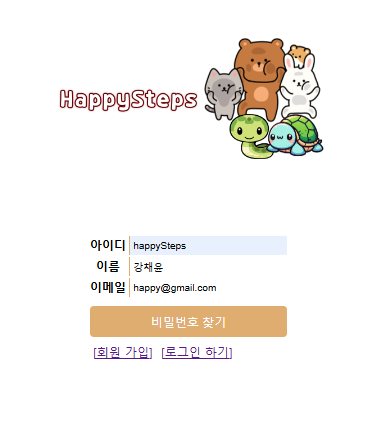 HappySteps
아이디 happySteps
이름 강채윤
이메일 happy@gmail.com
비밀번호 찾기
[회원 가입] [로그인 하기]